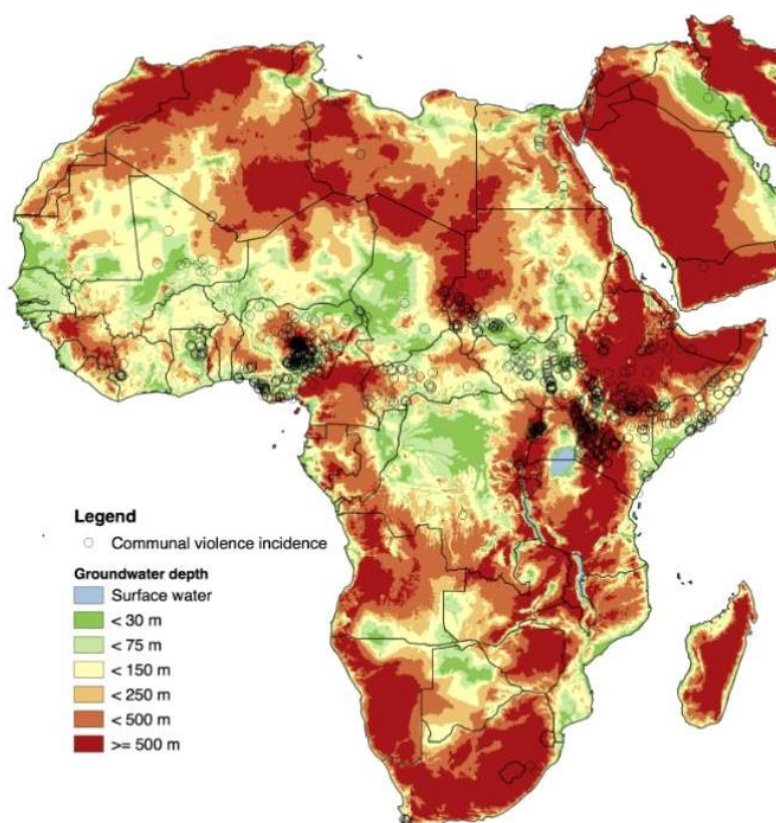 Legend
Communal violence incidence
Groundwater depth
Surface water
< 30 m
< 75 m
< 150 m
< 250 m
< 500 m
>= 500 m